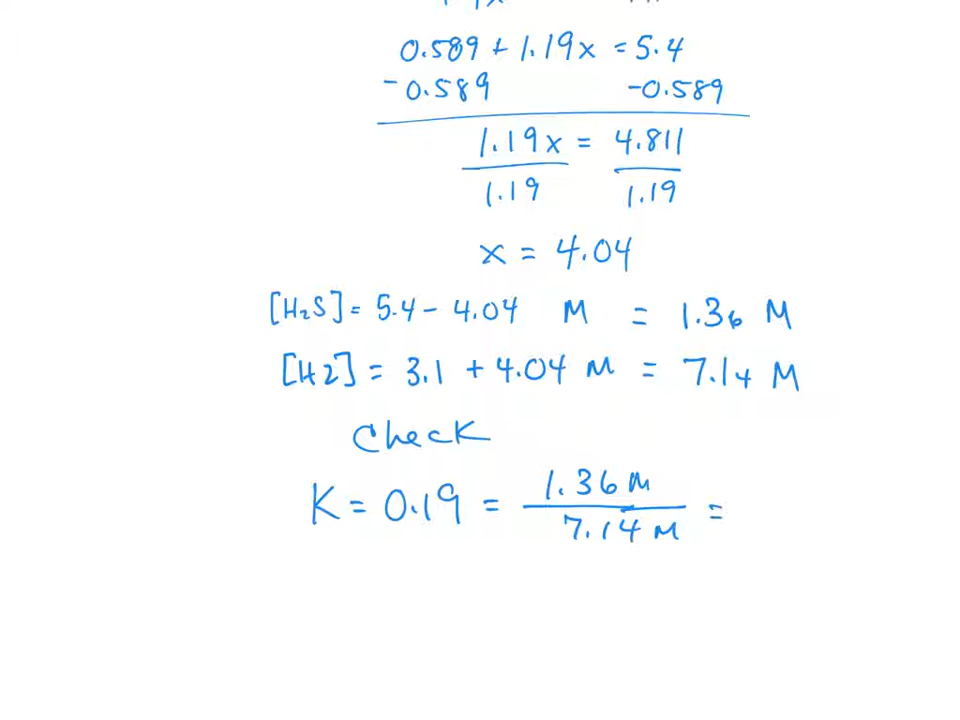 0.589 + 1.19x = 5.4
-0.589 -0.589
1.19x = 4.811
1.19 1.19
x = 4.04
[H₂S] = 5.4 - 4.04 M = 1.36 M
[H2] = 3.1 + 4.04 M = 7.14 M
Check
K = 0.19 = 1.36 M
7.14 M =